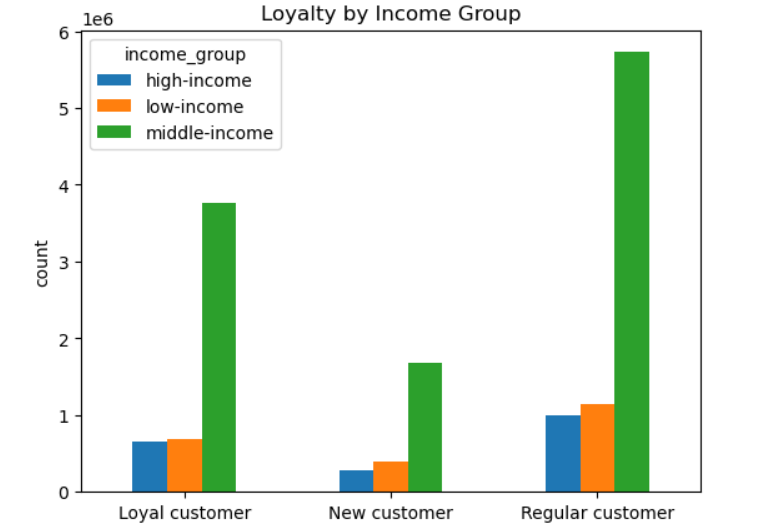 Loyalty by Income Group
1e6
income_group
high-income
low-income
middle-income
6
5
4
3
2
1
0
count
Loyal customer
New customer
Regular customer